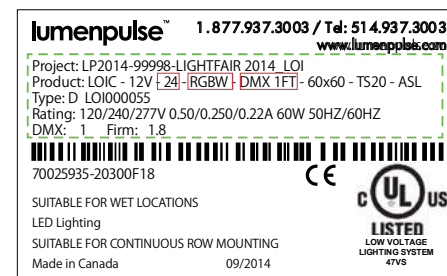 lumenpulse™ 1.877.937.3003 / Tel: 514.937.3003
www.lumenpulse.com
Project: LP2014-99998-LIGHTFAIR 2014_LOI
Product: LOIC - 12V - 24 - RGBW - DMX 1FT - 60x60 - TS20 - ASL
Type: D LOI000055
Rating: 120/240/277V 0.50/0.250/0.22A 60W 50HZ/60HZ
DMX: 1 Firm: 1.8
70025935-20300F18
CE
SUITABLE FOR WET LOCATIONS
LED Lighting
SUITABLE FOR CONTINUOUS ROW MOUNTING
Made in Canada 09/2014
c UL US
LISTED
LOW VOLTAGE
LIGHTING SYSTEM
47VS